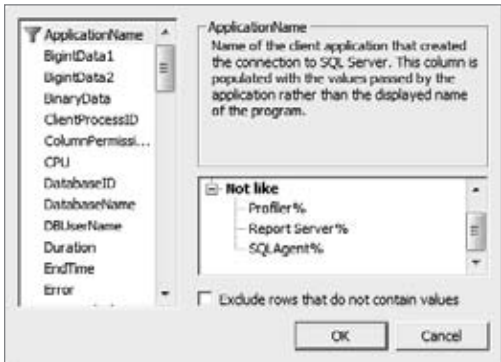 ApplicationName
BigintData1
BigintData2
BinaryData
ClientProcessID
ColumnPermissi...
CPU
DatabaseID
DatabaseName
DBUserName
Duration
EndTime
Error
ApplicationName
Name of the client application that created
the connection to SQL Server. This column is
populated with the values passed by the
application rather than the displayed name
of the program.
Not like
Profiler%
Report Server%
SQLAgent%
Exclude rows that do not contain values
OK
Cancel